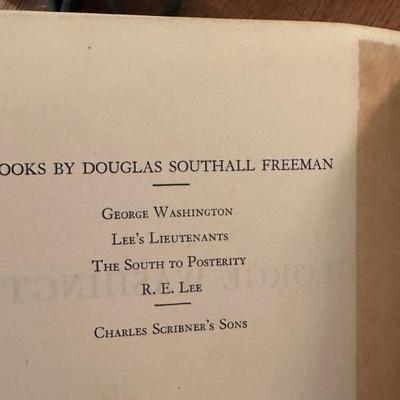 OOKS BY DOUGLAS SOUTHALL FREEMAN
GEORGE WASHINGTON
LEE'S LIEUTENANTS
THE SOUTH TO POSTERITY
R. E. LEE
CHARLES SCRIBNER'S SONS